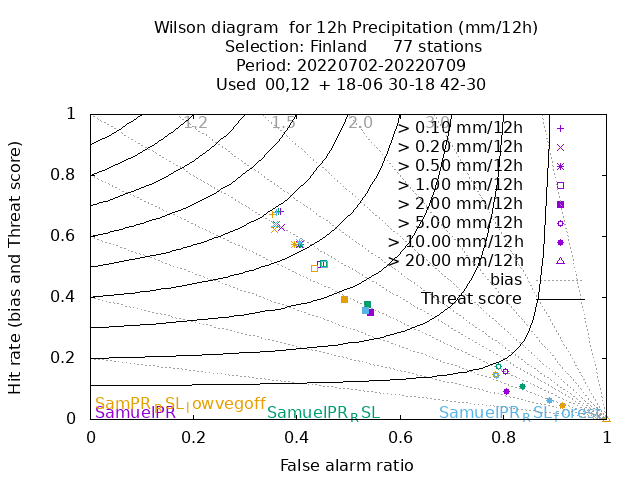 Wilson diagram  for 12h Precipitation (mm/12h)
Selection: Finland     77 stations
Period: 20220702-20220709
Used  00,12  + 18-06 30-18 42-30
1
0.8
0.6
0.4
0.2
0
0
0.2
0.4
0.6
0.8
1
1.2
1.5
2.0
3.0
> 0.10 mm/12h
> 0.20 mm/12h
> 0.50 mm/12h
> 1.00 mm/12h
> 2.00 mm/12h
> 5.00 mm/12h
> 10.00 mm/12h
> 20.00 mm/12h
bias
Threat score
SamPR_PSL_lowvegoff
SamuelPR
SamuelPR_RSL
SamuelPR_RSL_forest
False alarm ratio
Hit rate (bias and Threat score)